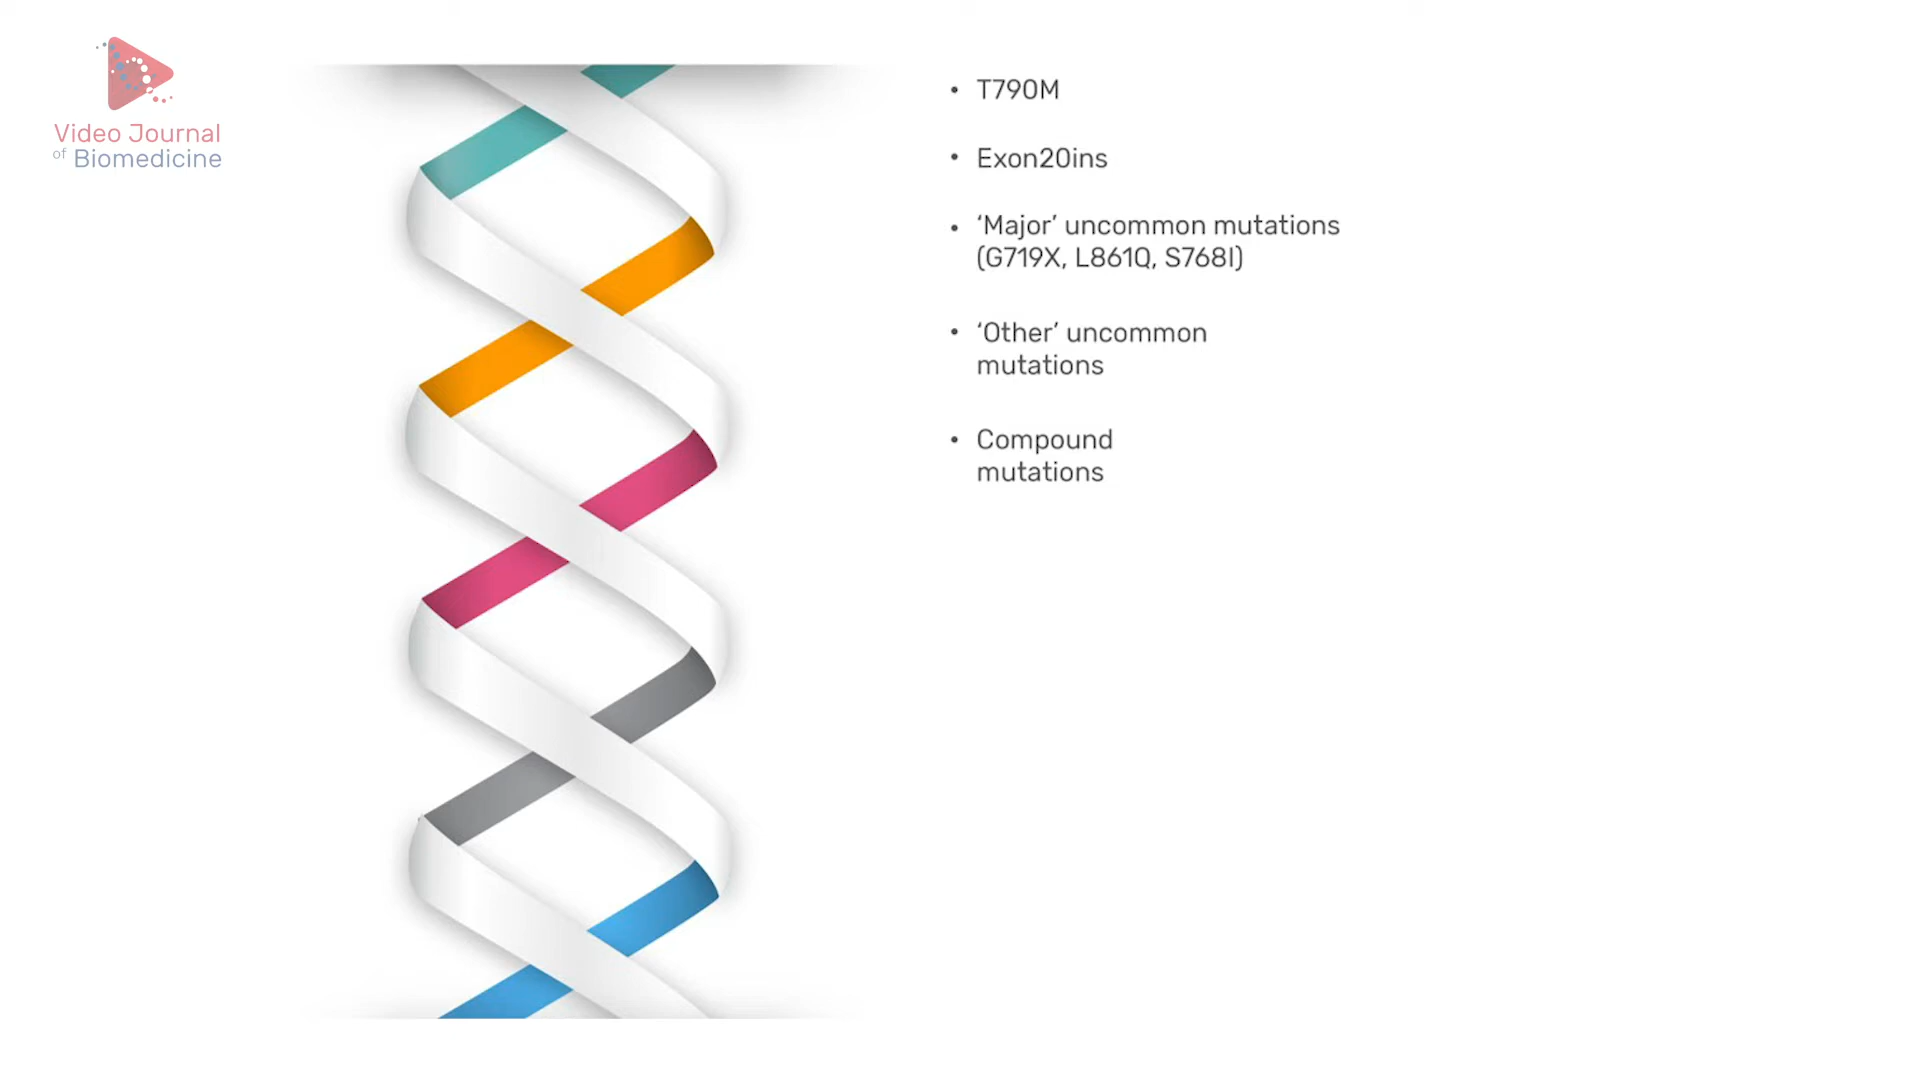 Video Journal
of Biomedicine
• T790M
• Exon20ins
• ‘Major’ uncommon mutations
(G719X, L861Q, S768I)
• ‘Other’ uncommon
mutations
• Compound
mutations